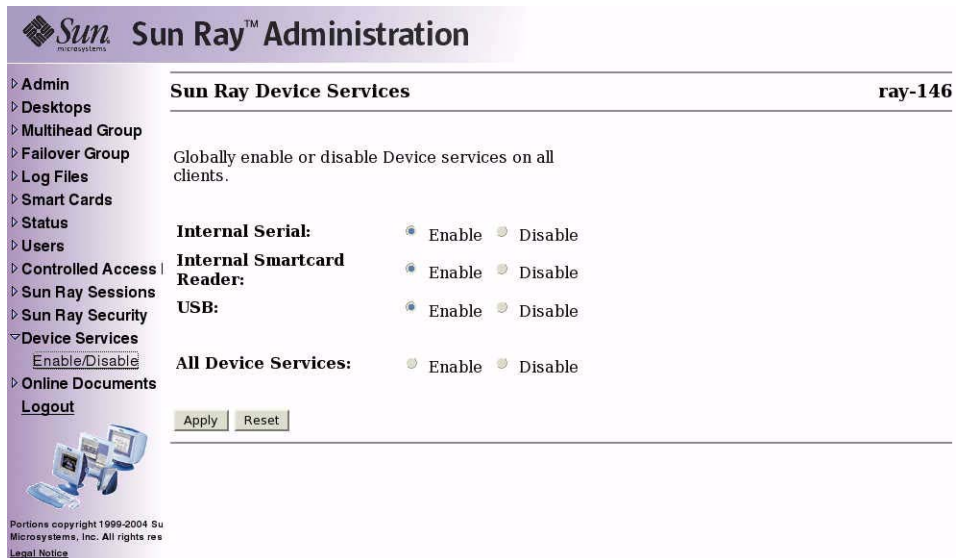 Sun
microsystems
Sun Ray™ Administration
Admin
Desktops
Multihead Group
Failover Group
Log Files
Smart Cards
Status
Users
Controlled Access
Sun Ray Sessions
Sun Ray Security
Device Services
Enable/Disable
Online Documents
Logout
Portions copyright 1999-2004 Su
Microsystems, Inc. All rights res
Legal Notice
Sun Ray Device Services ray-146
Globally enable or disable Device services on all
clients.
Internal Serial: Enable Disable
Internal Smartcard
Reader: Enable Disable
USB: Enable Disable
All Device Services: Enable Disable
Apply Reset